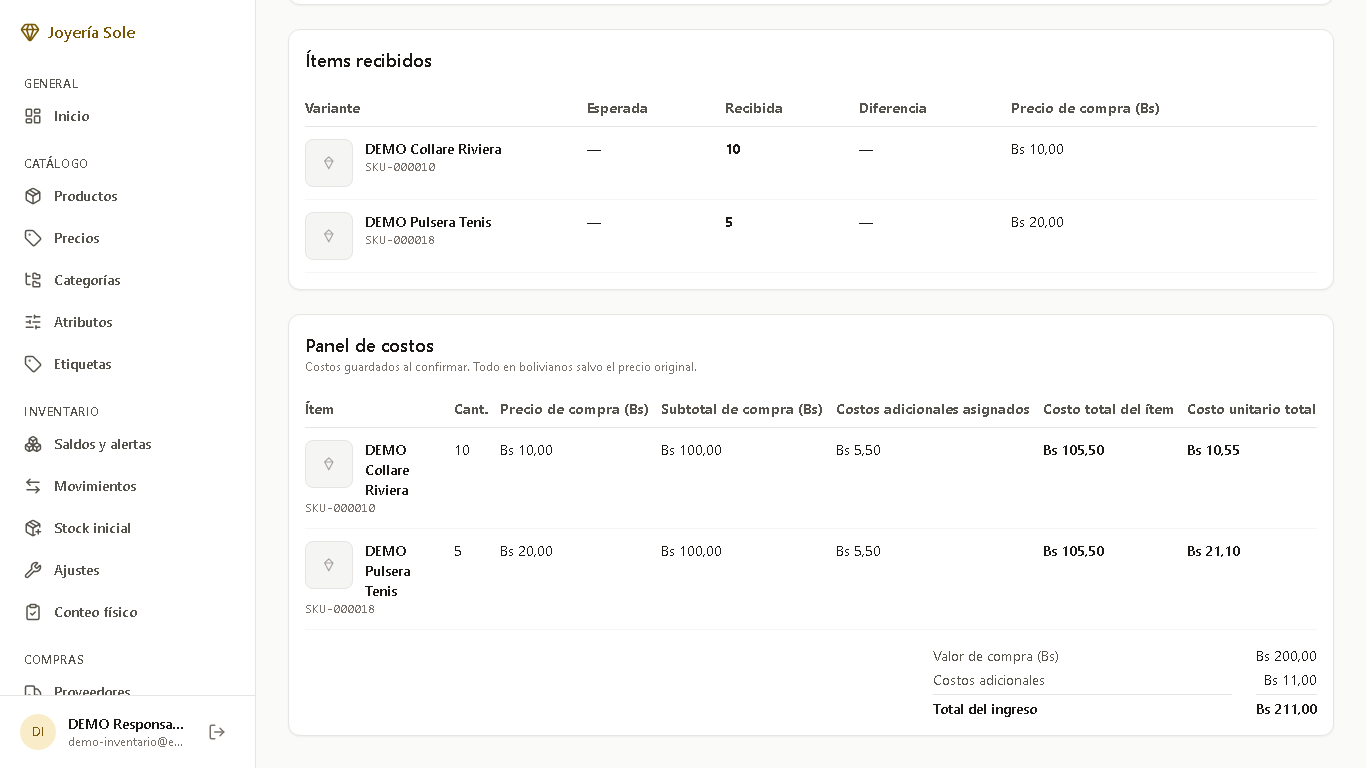 Joyería Sole
GENERAL
Inicio
CATÁLOGO
Productos
Precios
Categorías
Atributos
Etiquetas
INVENTARIO
Saldos y alertas
Movimientos
Stock inicial
Ajustes
Conteo físico
COMPRAS
Proveedores
DI
DEMO Responsa...
demo-inventario@e...
Ítems recibidos
Variante Esperada Recibida Diferencia Precio de compra (Bs)
DEMO Collare Riviera — 10 — Bs 10,00
SKU-000010
DEMO Pulsera Tenis — 5 — Bs 20,00
SKU-000018
Panel de costos
Costos guardados al confirmar. Todo en bolivianos salvo el precio original.
Ítem Cant. Precio de compra (Bs) Subtotal de compra (Bs) Costos adicionales asignados Costo total del ítem Costo unitario total
DEMO 10 Bs 10,00 Bs 100,00 Bs 5,50 Bs 105,50 Bs 10,55
Collare
Riviera
SKU-000010
DEMO 5 Bs 20,00 Bs 100,00 Bs 5,50 Bs 105,50 Bs 21,10
Pulsera
Tenis
SKU-000018
Valor de compra (Bs) Bs 200,00
Costos adicionales Bs 11,00
Total del ingreso Bs 211,00